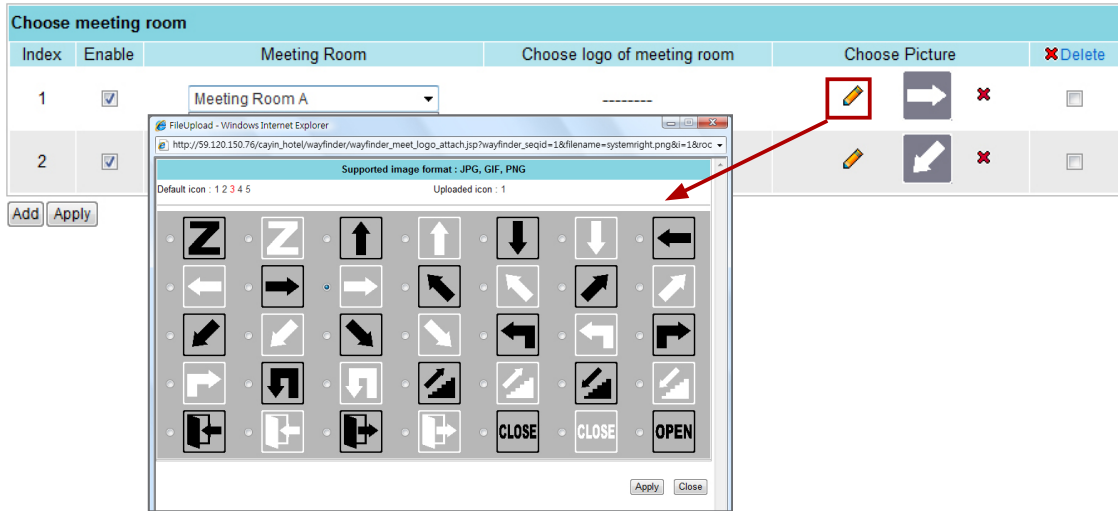 Choose meeting room
Index Enable Meeting Room Choose logo of meeting room Choose Picture Delete
1 Meeting Room A --------
FileUpload - Windows Internet Explorer
http://59.120.150.76/cayin_hotel/wayfinder/wayfinder_meet_logo_attach.jsp?wayfinder_seqid=1&filename=systemright.png&i=1&roc
2
Supported image format : JPG, GIF, PNG
Default icon : 1 2 3 4 5 Uploaded icon : 1
Add Apply
Z Z
CLOSE CLOSE OPEN
Apply Close